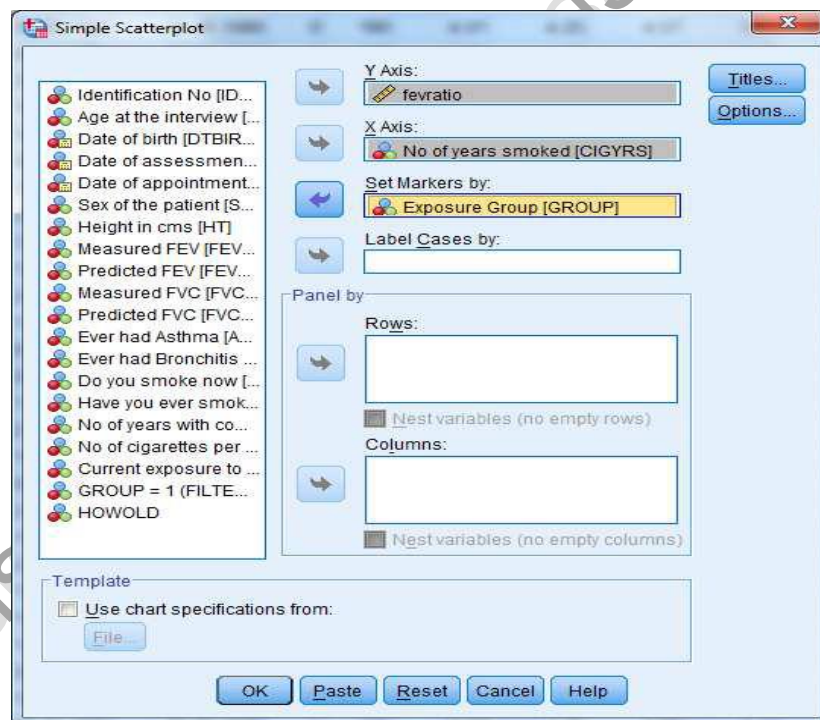 Simple Scatterplot
Identification No [ID...
Age at the interview [...
Date of birth [DTBIR...
Date of assessmen...
Date of appointment...
Sex of the patient [S...
Height in cms [HT]
Measured FEV [FEV...
Predicted FEV [FEV...
Measured FVC [FVC...
Predicted FVC [FVC...
Ever had Asthma [A...
Ever had Bronchitis ...
Do you smoke now [...
Have you ever smok...
No of years with co...
No of cigarettes per ...
Current exposure to ...
GROUP = 1 (FILTE...
HOWOLD
Y Axis:
fevratio
X Axis:
No of years smoked [CIGYRS]
Set Markers by:
Exposure Group [GROUP]
Label Cases by:
Panel by
Rows:
Nest variables (no empty rows)
Columns:
Nest variables (no empty columns)
Titles...
Options...
Template
Use chart specifications from:
File...
OK
Paste
Reset
Cancel
Help